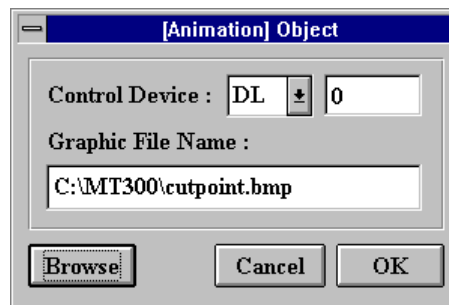 [Animation] Object
Control Device : DL 0
Graphic File Name :
C:\MT300\cutpoint.bmp
Browse Cancel OK